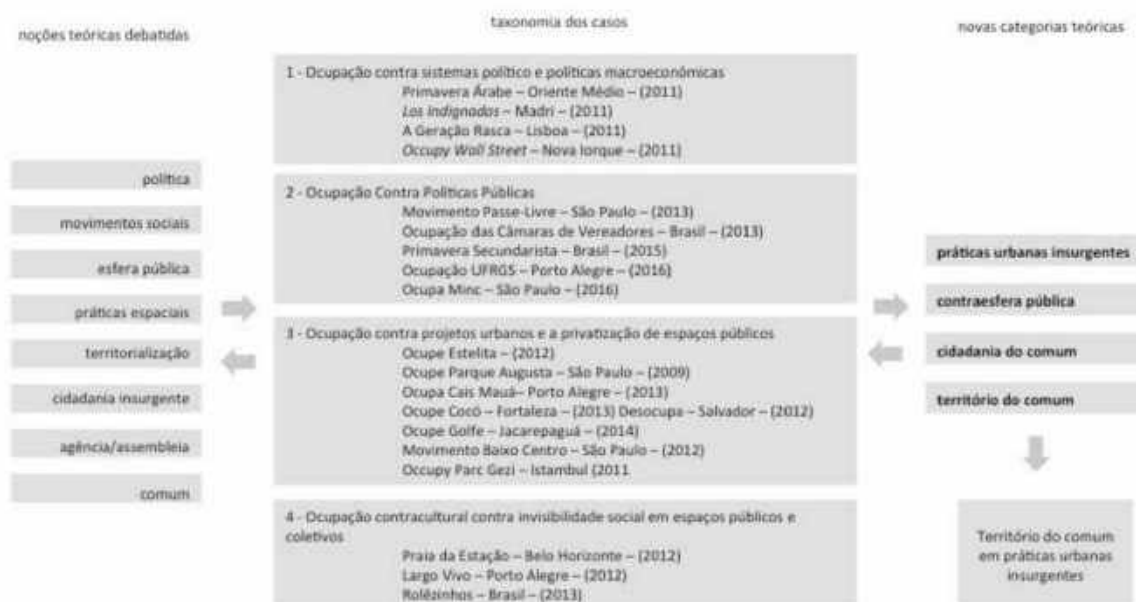 noções teóricas debatidas
política
movimentos sociais
esfera pública
práticas espaciais
territorialização
cidadania insurgente
agência/assembleia
comum
taxonomia dos casos
1 - Ocupação contra sistemas político e políticas macroeconômicas
Primavera Árabe – Oriente Médio – (2011)
Los Indignados – Madri – (2011)
A Geração Rasca – Lisboa – (2011)
Occupy Wall Street – Nova Iorque – (2011)
2 - Ocupação Contra Políticas Públicas
Movimento Passe-Livre – São Paulo – (2013)
Ocupação das Câmaras de Vereadores – Brasil – (2013)
Primavera Secundarista – Brasil – (2015)
Ocupação UFRGS – Porto Alegre – (2016)
Ocupa Minc – São Paulo – (2016)
3 - Ocupação contra projetos urbanos e a privatização de espaços públicos
Ocupe Estelita – (2012)
Ocupe Parque Augusta – São Paulo – (2009)
Ocupa Cais Mauá– Porto Alegre – (2013)
Ocupe Cocó – Fortaleza – (2013) Desocupa – Salvador – (2012)
Ocupe Golfe – Jacarepaguá – (2014)
Movimento Baixo Centro – São Paulo – (2012)
Occupy Parc Gezi – Istambul (2011
4 - Ocupação contracultural contra invisibilidade social em espaços públicos e
coletivos
Praia da Estação – Belo Horizonte – (2012)
Largo Vivo – Porto Alegre – (2012)
Rolêzinhos – Brasil – (2013)
novas categorias teóricas
práticas urbanas insurgentes
contraesfera pública
cidadania do comum
território do comum
Território do comum
em práticas urbanas
insurgentes